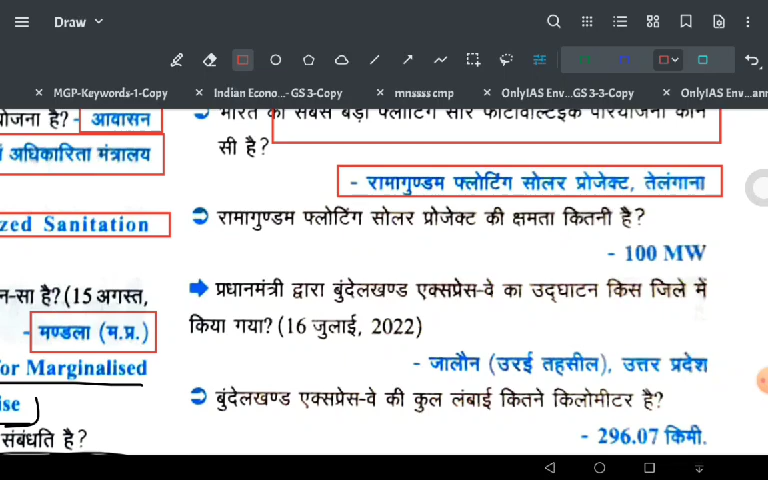 Draw
MGP-Keywords-1-Copy
Indian Econo...- GS 3-Copy
mnssss cmp
OnlyIAS Env...GS 3-3-Copy
OnlyIAS Env...anr
योजना है? - आवासन
अधिकारिता मंत्रालय
zed Sanitation
न-सा है? (15 अगस्त,
- मण्डला (म.प्र.)
or Marginalised
ise
संबंधति है?
भारत की सबसे बड़ी फ्लोटिंग सौर फोटोवोल्टिइक परियोजना कौन
सी है?
- रामागुण्डम फ्लोटिंग सोलर प्रोजेक्ट, तेलंगाना
रामागुण्डम फ्लोटिंग सोलर प्रोजेक्ट की क्षमता कितनी है?
- 100 MW
प्रधानमंत्री द्वारा बुंदेलखण्ड एक्सप्रेस-वे का उद्घाटन किस जिले में
किया गया? (16 जुलाई, 2022)
- जालौन (उरई तहसील), उत्तर प्रदेश
बुंदेलखण्ड एक्सप्रेस-वे की कुल लंबाई कितने किलोमीटर है?
- 296.07 किमी.